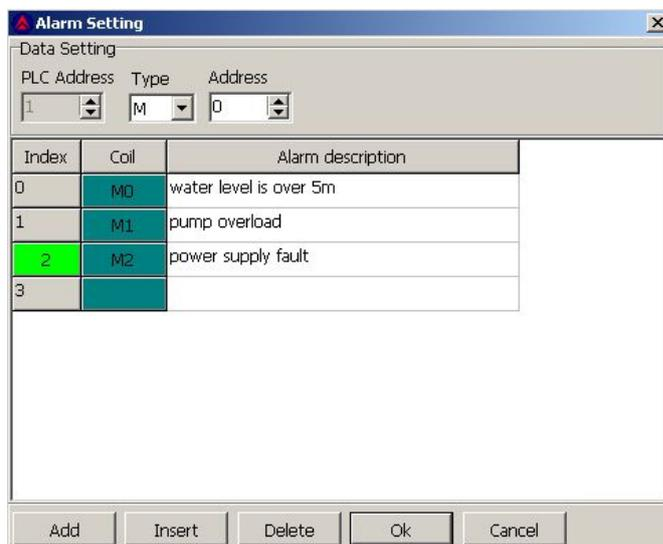 Alarm Setting
Data Setting
PLC Address Type Address
1 M 0
Index Coil Alarm description
0 M0 water level is over 5m
1 M1 pump overload
2 M2 power supply fault
3
Add Insert Delete Ok Cancel